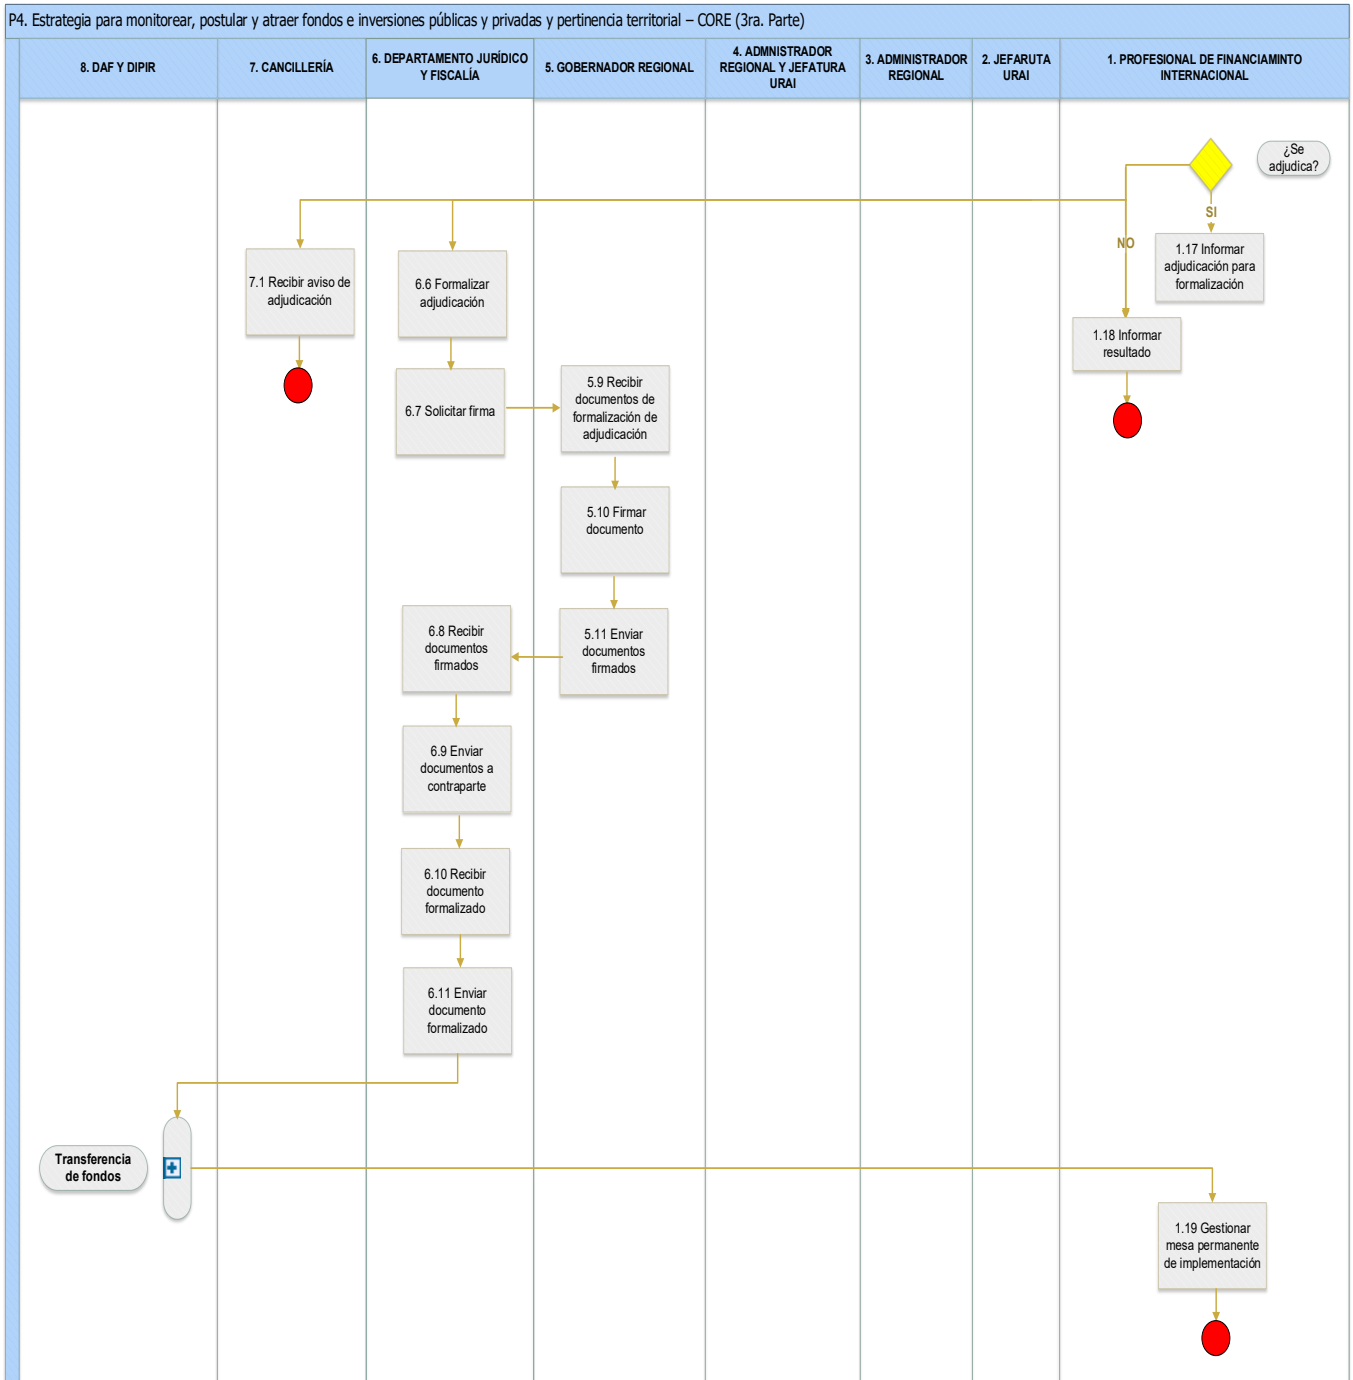 P4. Estrategia para monitorear, postular y atraer fondos e inversiones públicas y privadas y pertinencia territorial – CORE (3ra. Parte)
8. DAF Y DIPIR
7. CANCILLERÍA
6. DEPARTAMENTO JURÍDICO
Y FISCALÍA
5. GOBERNADOR REGIONAL
4. ADMNISTRADOR
REGIONAL Y JEFATURA
URAI
3. ADMINISTRADOR
REGIONAL
2. JEFARUTA
URAI
1. PROFESIONAL DE FINANCIAMINTO
INTERNACIONAL
¿Se
adjudica?
SI
NO
1.17 Informar
adjudicación para
formalización
7.1 Recibir aviso de
adjudicación
6.6 Formalizar
adjudicación
1.18 Informar
resultado
6.7 Solicitar firma
5.9 Recibir
documentos de
formalización de
adjudicación
5.10 Firmar
documento
6.8 Recibir
documentos
firmados
5.11 Enviar
documentos
firmados
6.9 Enviar
documentos a
contraparte
6.10 Recibir
documento
formalizado
6.11 Enviar
documento
formalizado
Transferencia
de fondos
1.19 Gestionar
mesa permanente
de implementación